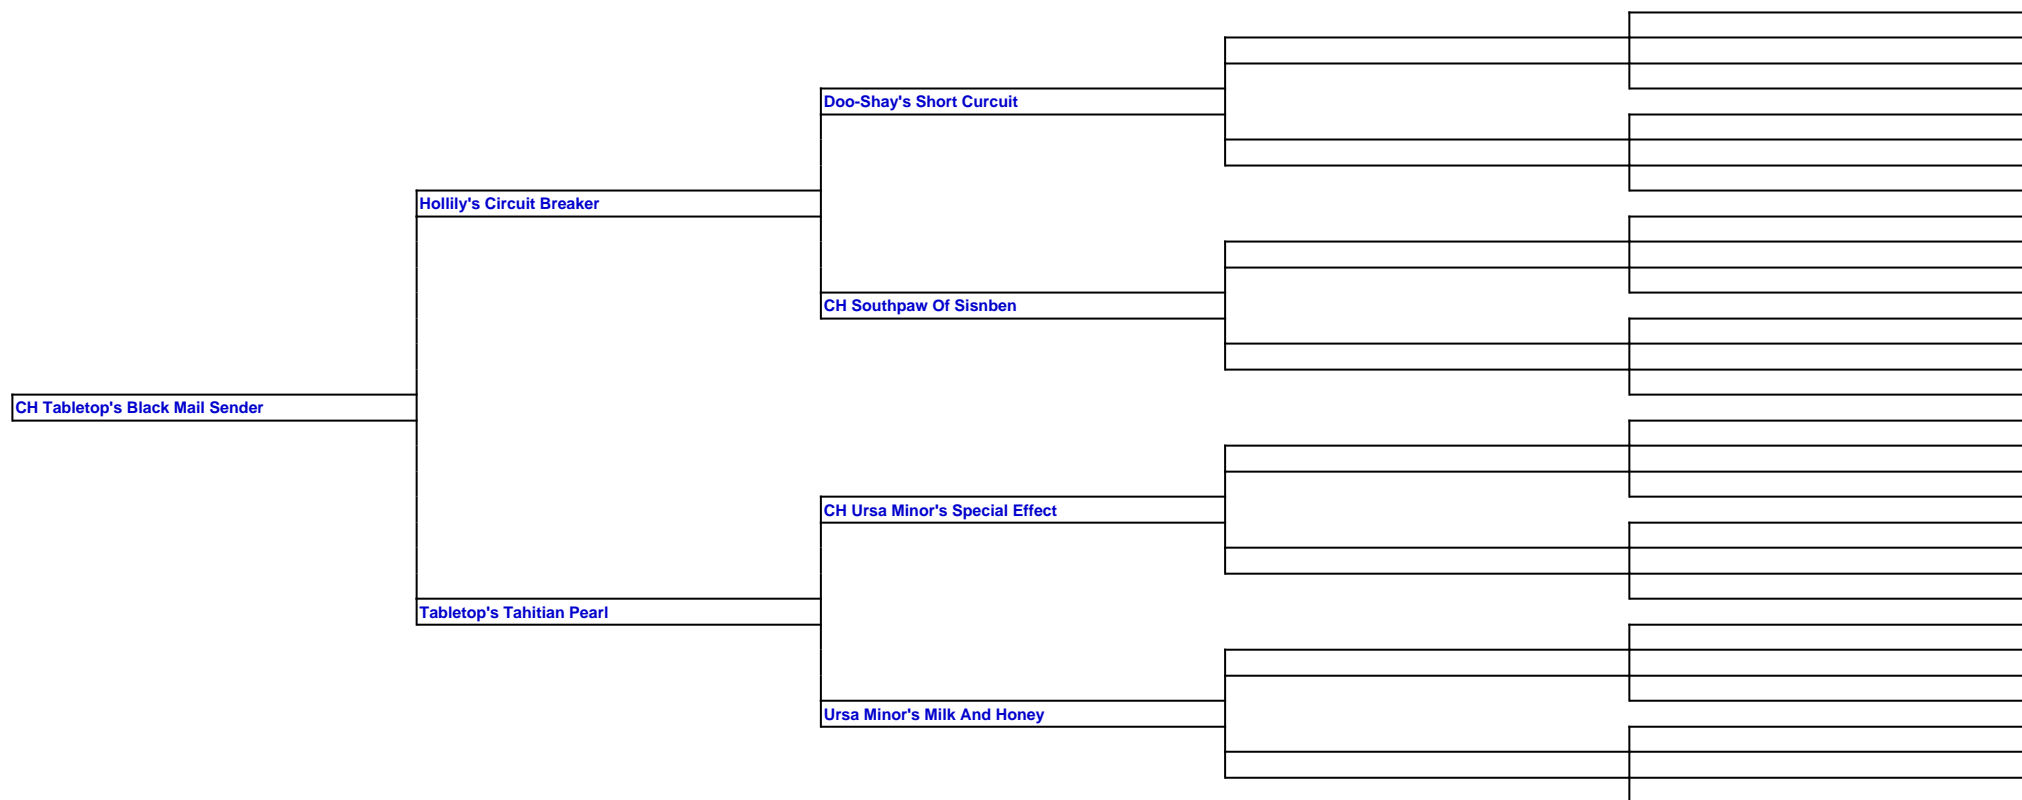 Doo-Shay's Short Curcuit
Hollily's Circuit Breaker
CH Southpaw Of Sisnben
CH Tabletop's Black Mail Sender
CH Ursa Minor's Special Effect
Tabletop's Tahitian Pearl
Ursa Minor's Milk And Honey